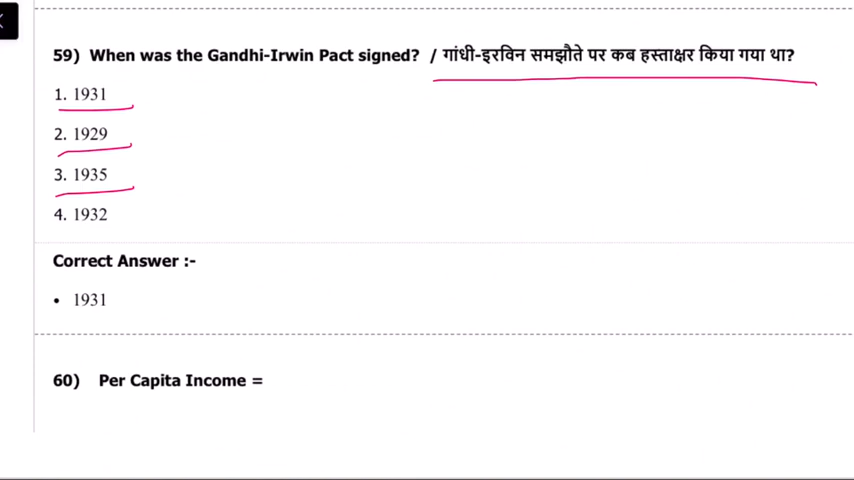 59) When was the Gandhi-Irwin Pact signed? / गांधी-इरविन समझौते पर कब हस्ताक्षर किया गया था?
1. 1931
2. 1929
3. 1935
4. 1932
Correct Answer :-
• 1931
60) Per Capita Income =